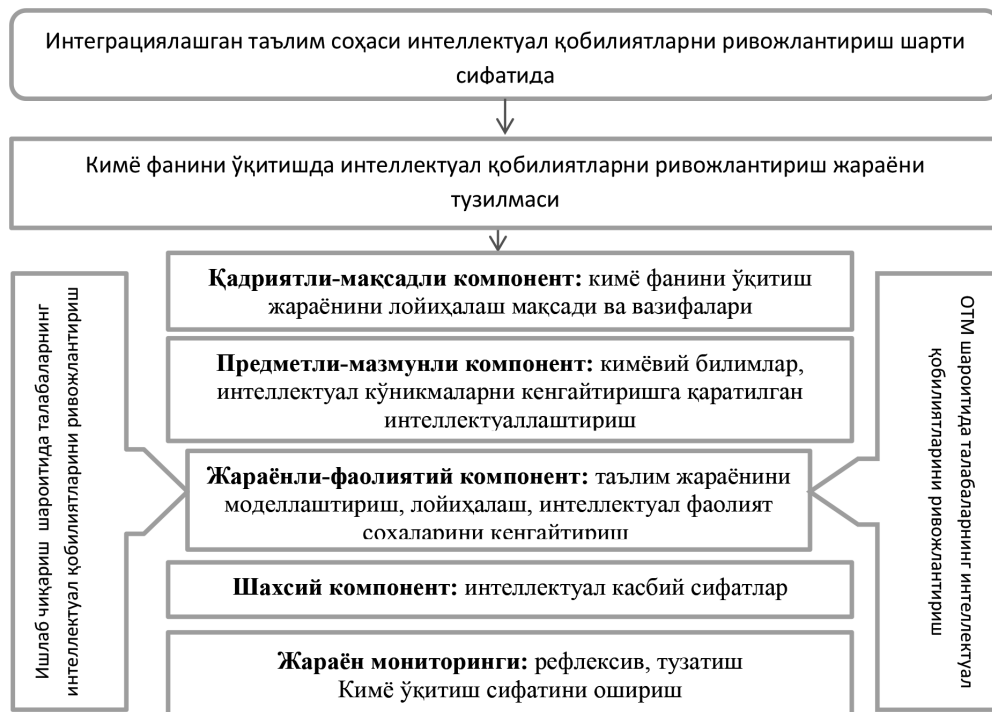 Интеграциялашган таълим соҳаси интеллектуал қобилиятларни ривожлантириш шарти
сифатида
Кимё фанини ўқитишда интеллектуал қобилиятларни ривожлантириш жараёни
тузилмаси
Ишлаб чиқариш шароитида талабаларнинг
интеллектуал қобилиятларини ривожлантириш
Қадриятли-мақсадли компонент: кимё фанини ўқитиш
жараёнини лойиҳалаш мақсади ва вазифалари
Предметли-мазмунли компонент: кимёвий билимлар,
интеллектуал кўникмаларни кенгайтиришга қаратилган
интеллектуаллаштириш
Жараёнли-фаолиятий компонент: таълим жараёнини
моделлаштириш, лойиҳалаш, интеллектуал фаолият
соҳаларини кенгайтириш
Шахсий компонент: интеллектуал касбий сифатлар
Жараён мониторинги: рефлексив, тузатиш
Кимё ўқитиш сифатини ошириш
ОТМ шароитида талабаларнинг интеллектуал
қобилиятларини ривожлантириш